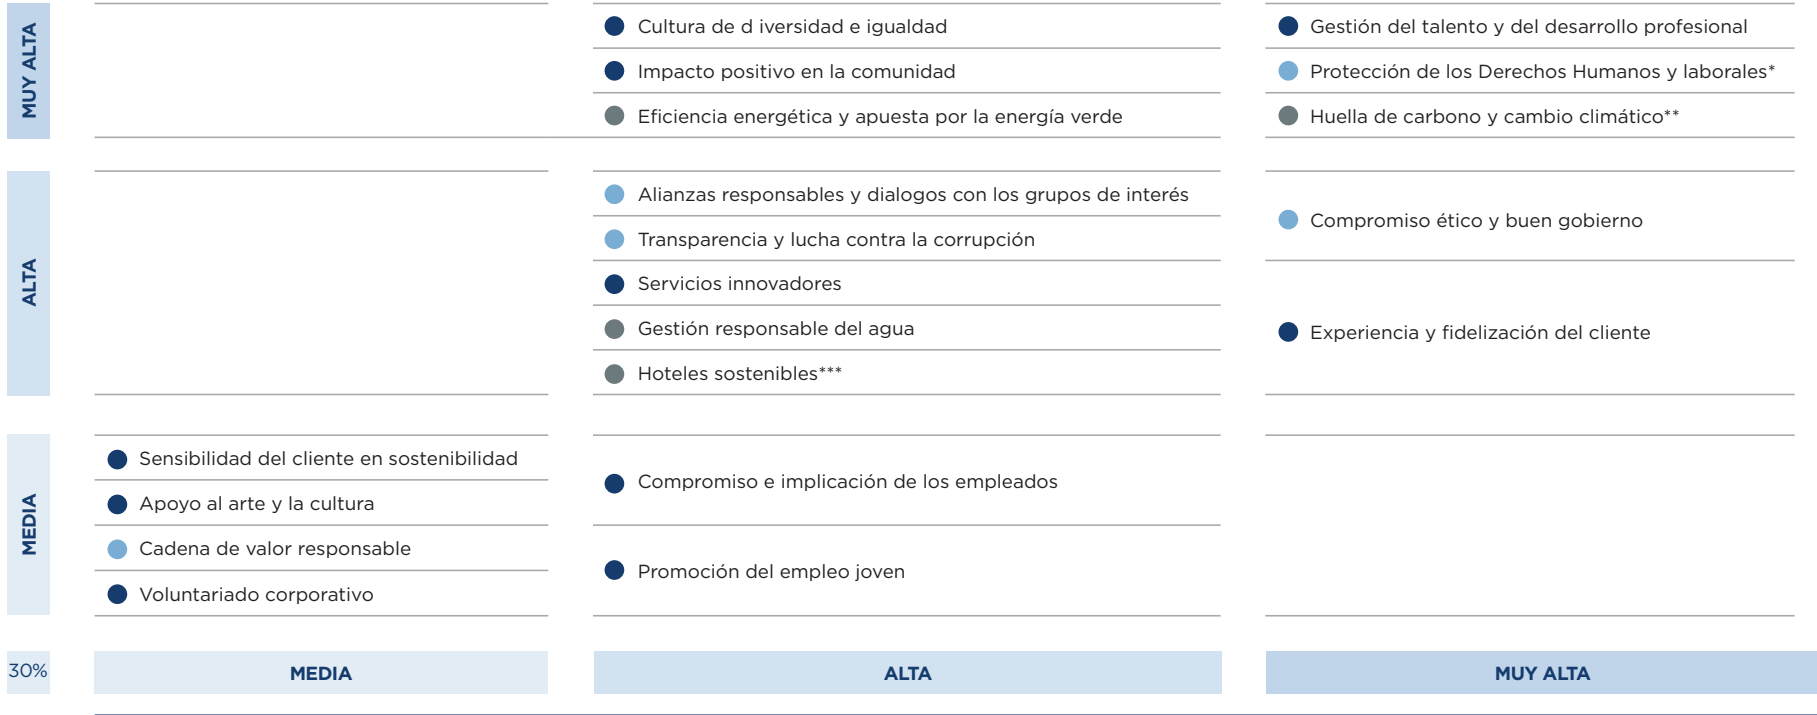 MUY ALTA
Cultura de d iversidad e igualdad
Impacto positivo en la comunidad
Eficiencia energética y apuesta por la energía verde
Gestión del talento y del desarrollo profesional
Protección de los Derechos Humanos y laborales*
Huella de carbono y cambio climático**
ALTA
Alianzas responsables y dialogos con los grupos de interés
Transparencia y lucha contra la corrupción
Servicios innovadores
Gestión responsable del agua
Hoteles sostenibles***
Compromiso ético y buen gobierno
Experiencia y fidelización del cliente
MEDIA
Sensibilidad del cliente en sostenibilidad
Apoyo al arte y la cultura
Cadena de valor responsable
Voluntariado corporativo
Compromiso e implicación de los empleados
Promoción del empleo joven
30%
MEDIA
ALTA
MUY ALTA